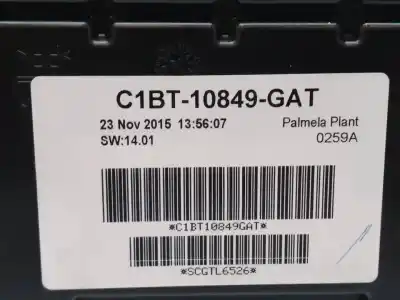 C1BT-10849-GAT
23 Nov 2015 13:56:07 Palmela Plant
SW:14.01 0259A
*C1BT10849GAT*
*SCGTL6526*